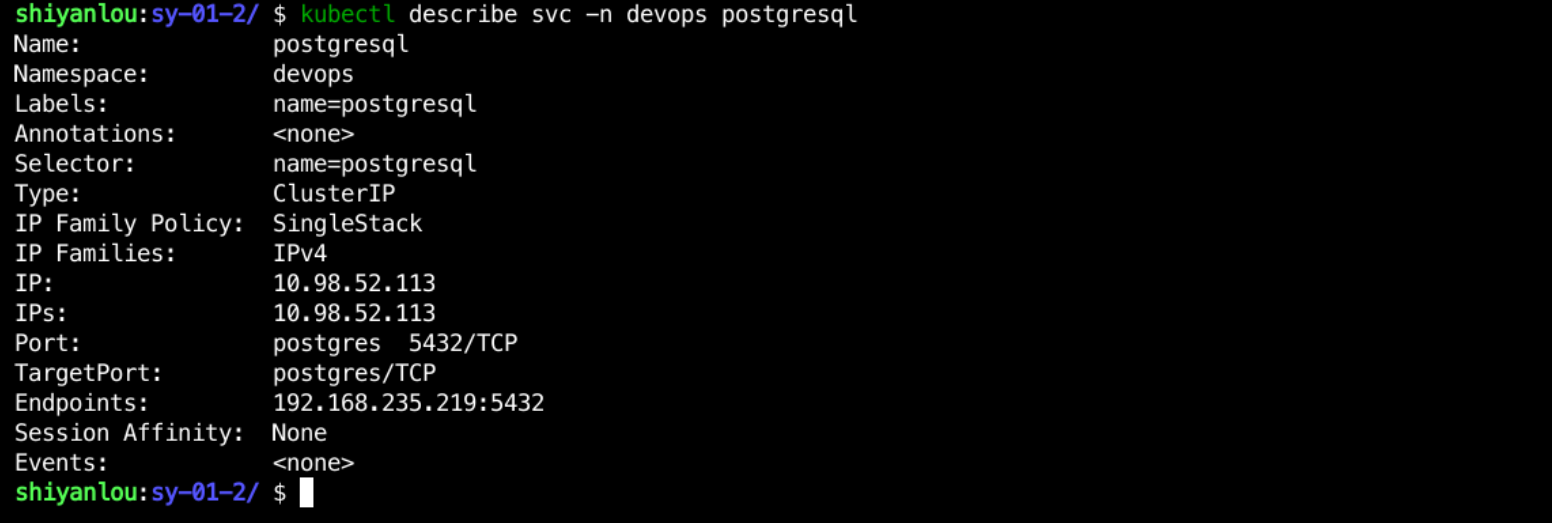 shiyanlou:sy-01-2/ $ kubectl describe svc -n devops postgresql
Name:              postgresql
Namespace:         devops
Labels:            name=postgresql
Annotations:       <none>
Selector:          name=postgresql
Type:              ClusterIP
IP Family Policy:  SingleStack
IP Families:       IPv4
IP:                10.98.52.113
IPs:               10.98.52.113
Port:              postgres  5432/TCP
TargetPort:        postgres/TCP
Endpoints:         192.168.235.219:5432
Session Affinity:  None
Events:            <none>
shiyanlou:sy-01-2/ $